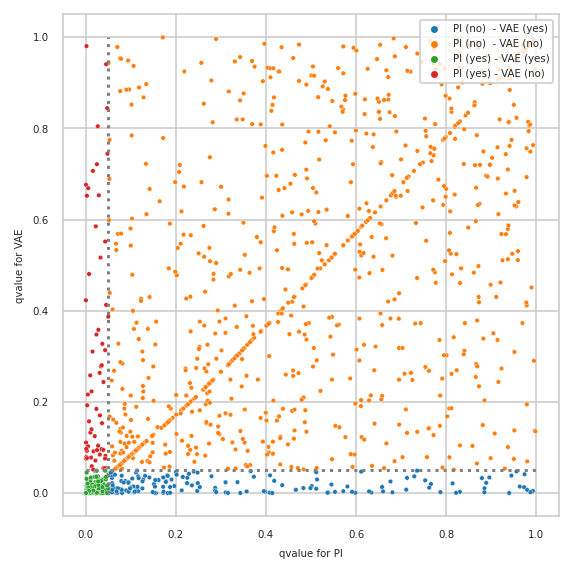 PI (no)  - VAE (yes)
PI (no)  - VAE (no)
PI (yes) - VAE (yes)
PI (yes) - VAE (no)
1.0
0.8
0.6
0.4
0.2
0.0
qvalue for VAE
0.0 0.2 0.4 0.6 0.8 1.0
qvalue for PI